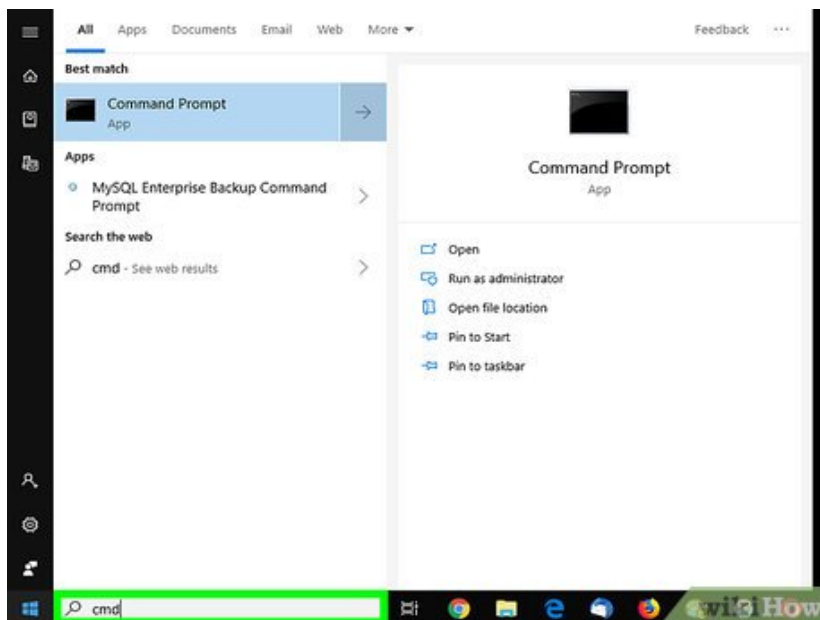 All Apps Documents Email Web More Feedback ...
Best match
Command Prompt
App
Apps
MySQL Enterprise Backup Command
Prompt
Search the web
cmd - See web results
Command Prompt
App
Open
Run as administrator
Open file location
Pin to Start
Pin to taskbar
cmd
wikiHow